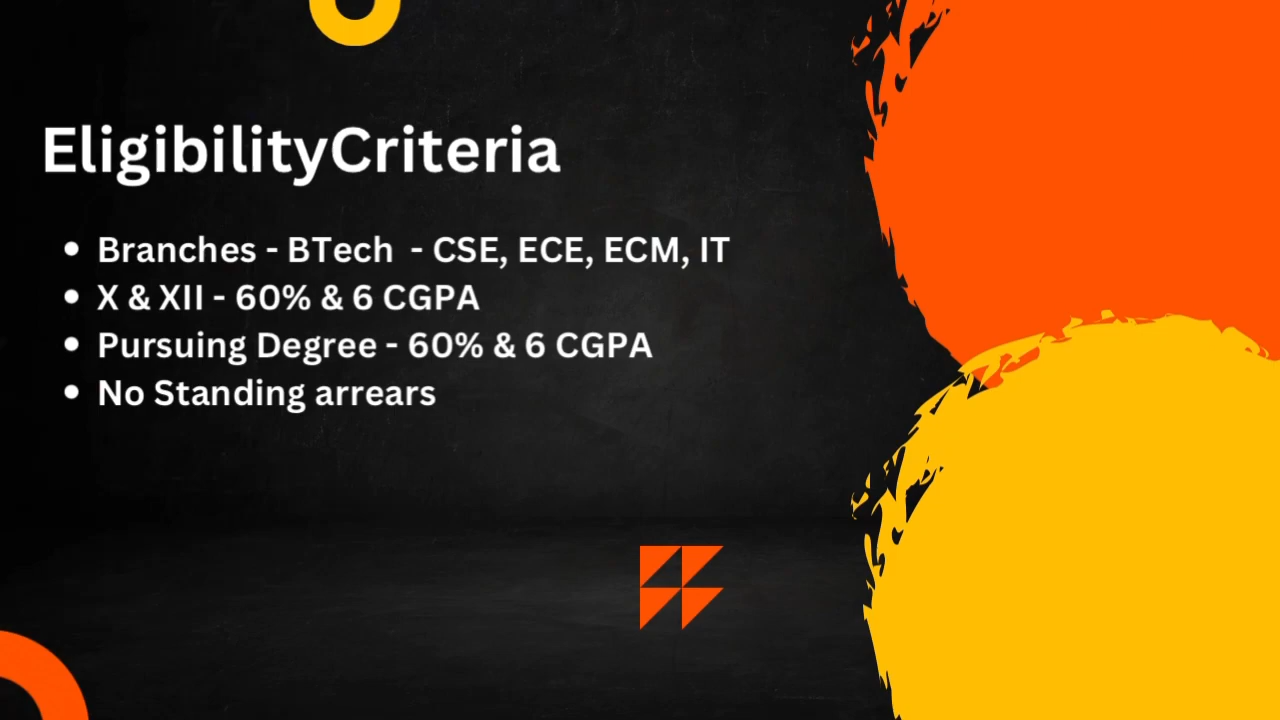 EligibilityCriteria
• Branches - BTech - CSE, ECE, ECM, IT
• X & XII - 60% & 6 CGPA
• Pursuing Degree - 60% & 6 CGPA
• No Standing arrears